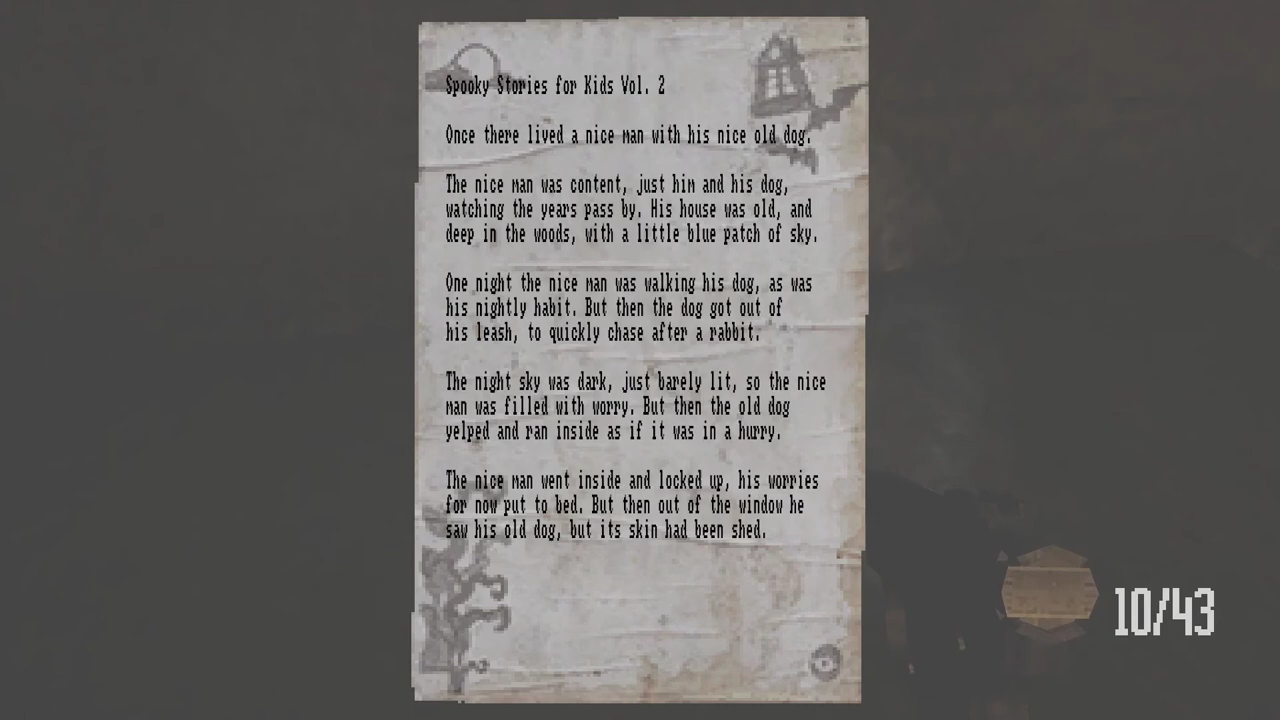 Spooky Stories for Kids Vol. 2
Once there lived a nice man with his nice old dog.
The nice man was content, just him and his dog,
watching the years pass by. His house was old, and
deep in the woods, with a little blue patch of sky.
One night the nice man was walking his dog, as was
his nightly habit. But then the dog got out of
his leash, to quickly chase after a rabbit.
The night sky was dark, just barely lit, so the nice
man was filled with worry. But then the old dog
yelped and ran inside as if it was in a hurry.
The nice man went inside and locked up, his worries
for now put to bed. But then out of the window he
saw his old dog, but its skin had been shed.
10/43